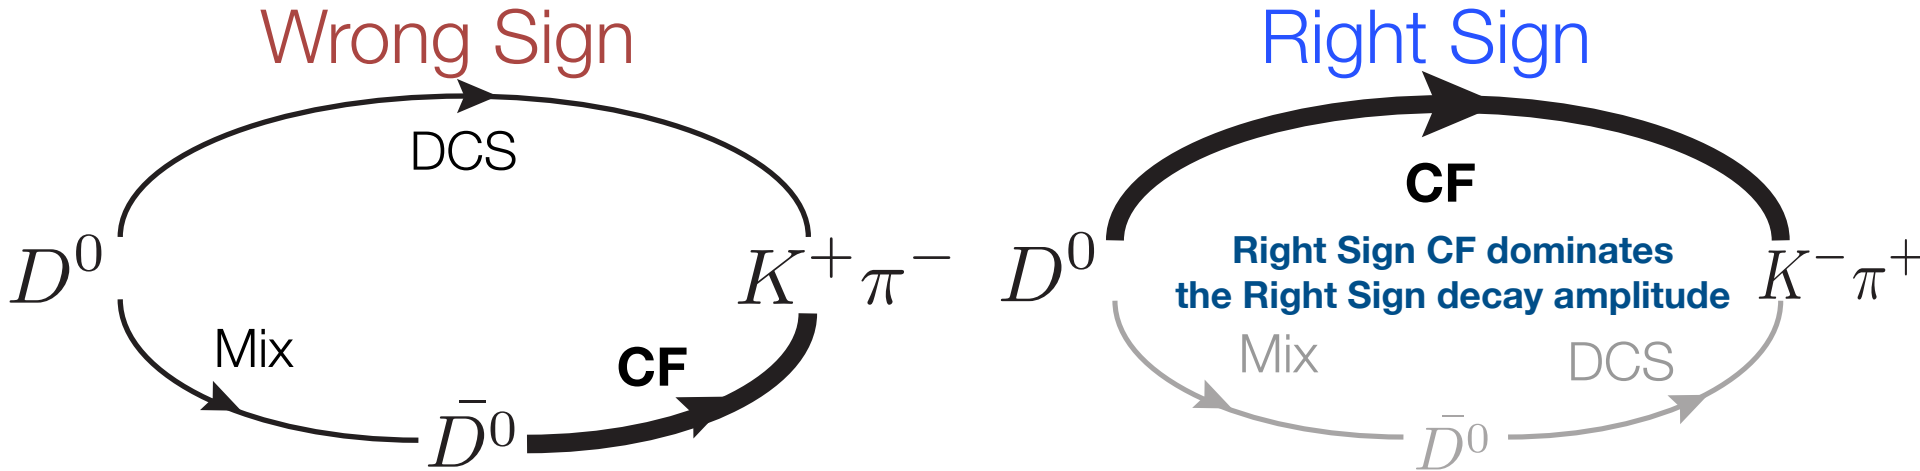 Wrong Sign
DCS
D⁰
K⁺π⁻
Mix
CF
D̄⁰
Right Sign
CF
D⁰
Right Sign CF dominates
the Right Sign decay amplitude
K⁻π⁺
Mix
DCS
D̄⁰